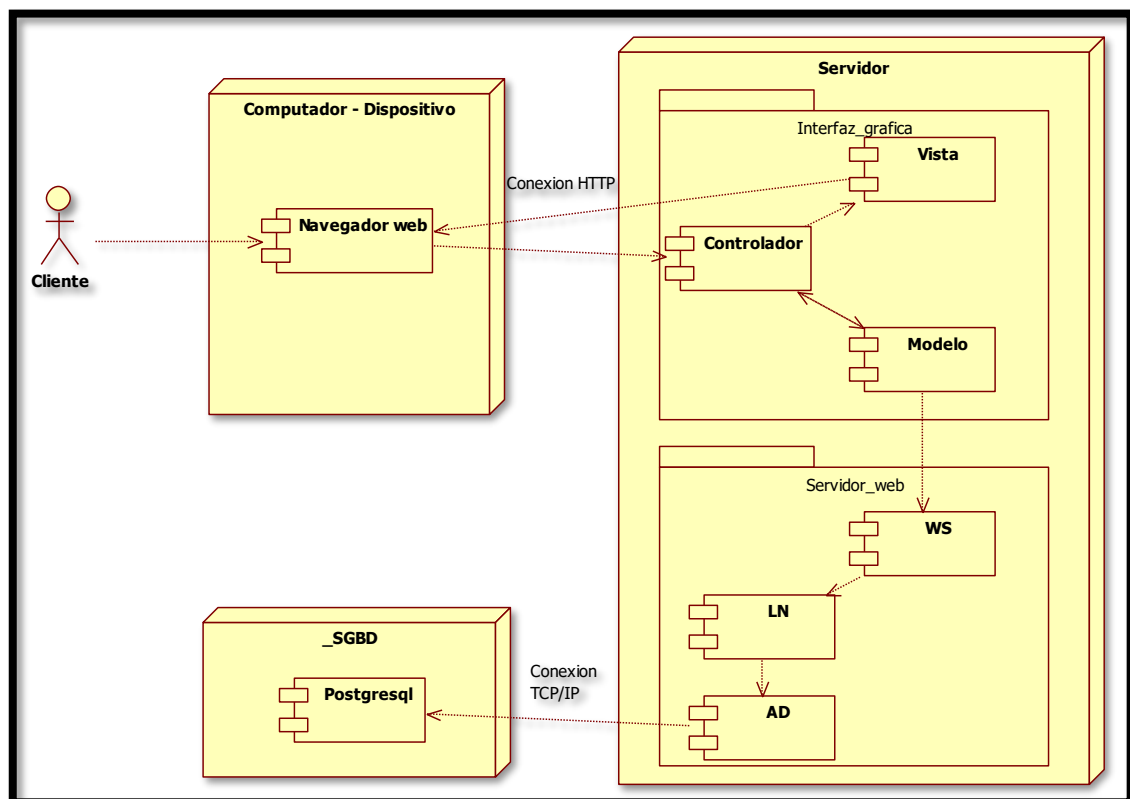 Servidor
Computador - Dispositivo
Interfaz_grafica
Vista
Conexion HTTP
Navegador web
Controlador
Cliente
Modelo
Servidor_web
WS
LN
_SGBD
Conexion
TCP/IP
Postgresql
AD